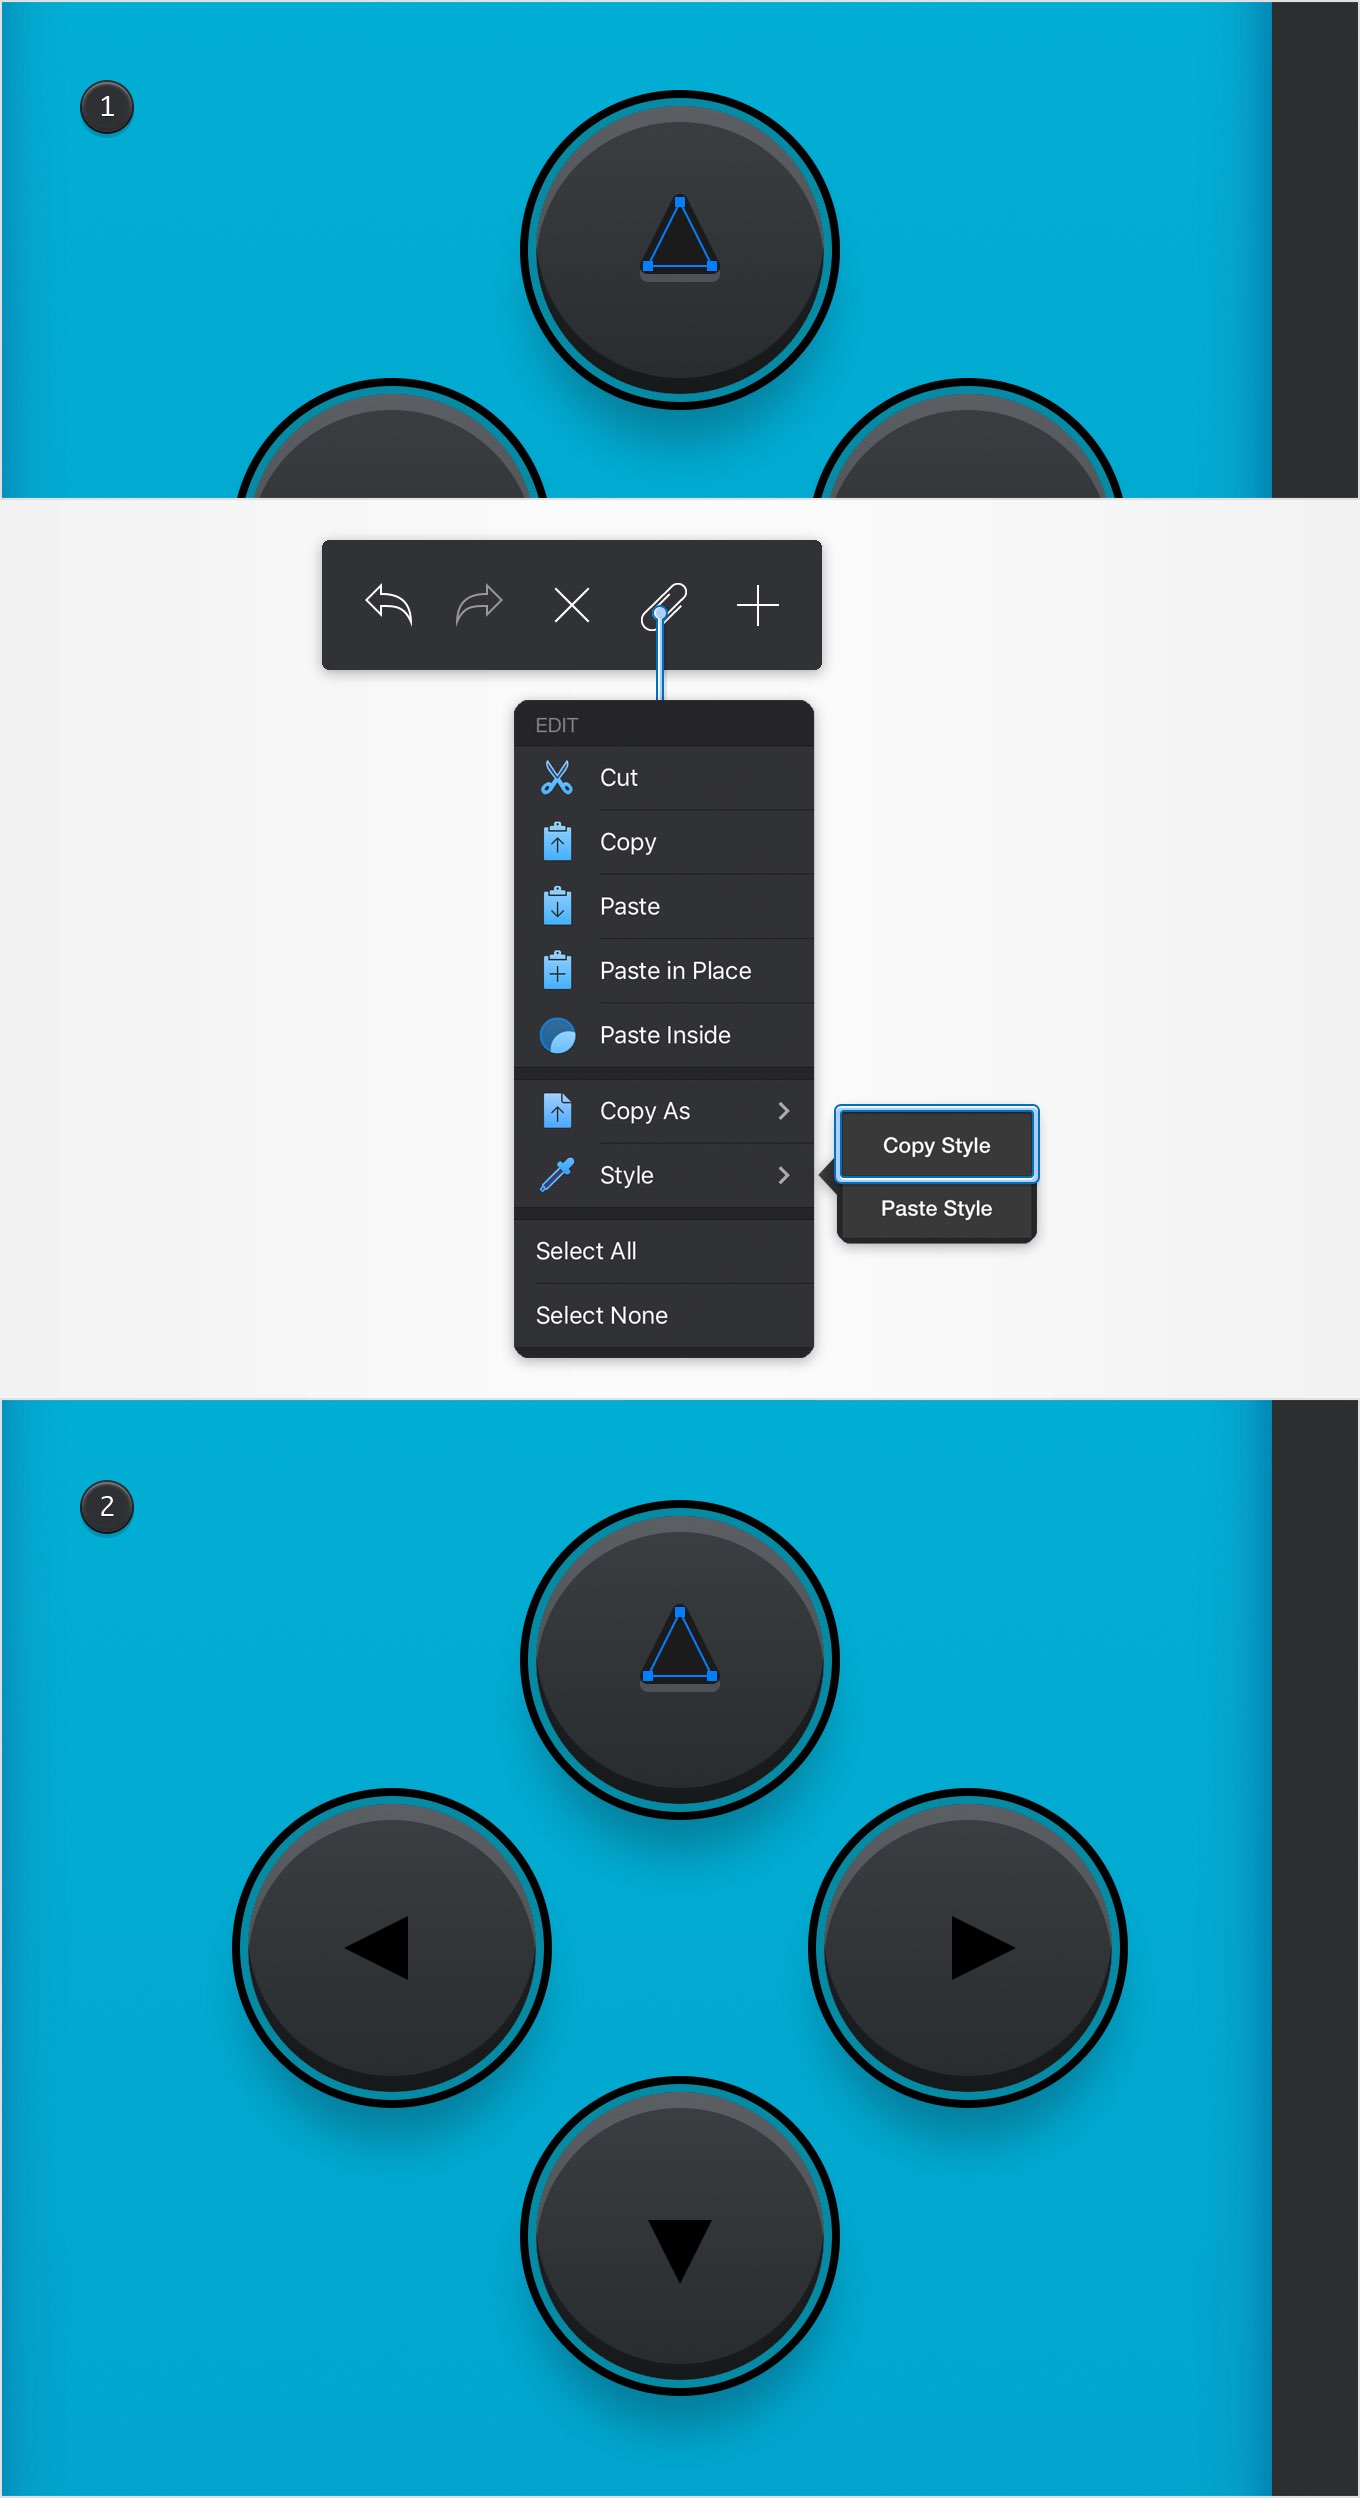 1
EDIT
Cut
Copy
Paste
Paste in Place
Paste Inside
Copy As
Style
Copy Style
Paste Style
Select All
Select None
2